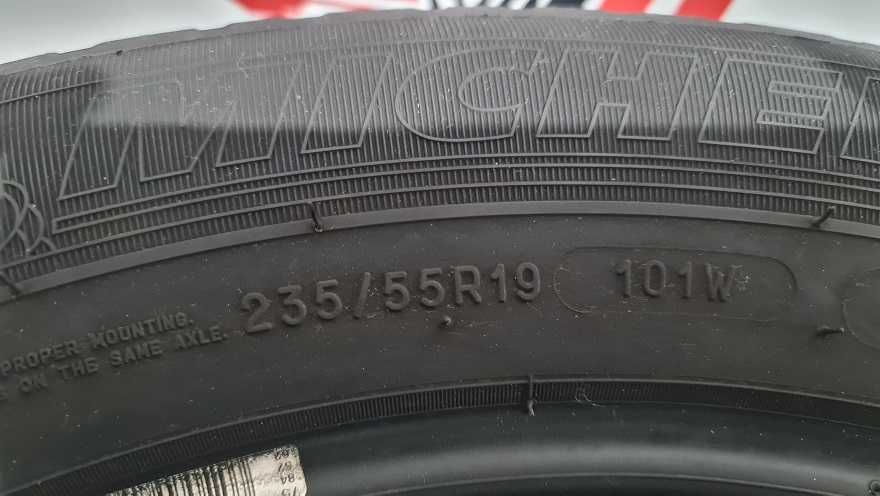 MICHE
235/55R19 101W
PROPER MOUNTING.
ON THE SAME AXLE.